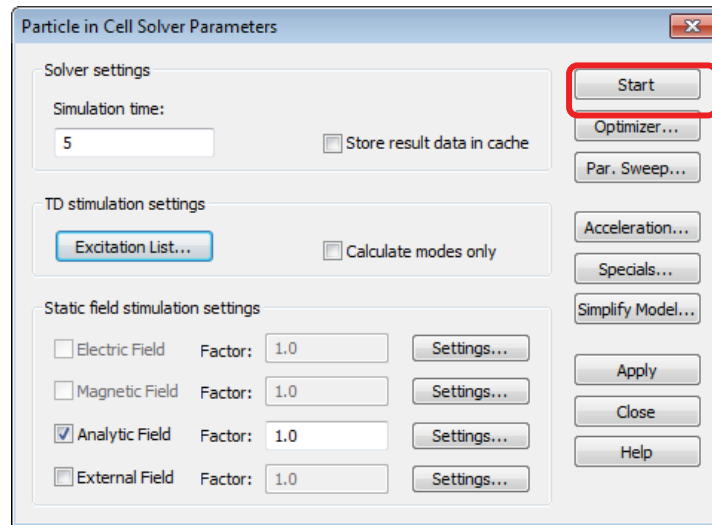 Particle in Cell Solver Parameters
Solver settings
Simulation time:
5
Store result data in cache
TD stimulation settings
Excitation List...
Calculate modes only
Static field stimulation settings
Electric Field Factor: 1.0 Settings...
Magnetic Field Factor: 1.0 Settings...
Analytic Field Factor: 1.0 Settings...
External Field Factor: 1.0 Settings...
Start
Optimizer...
Par. Sweep...
Acceleration...
Specials...
Simplify Model...
Apply
Close
Help